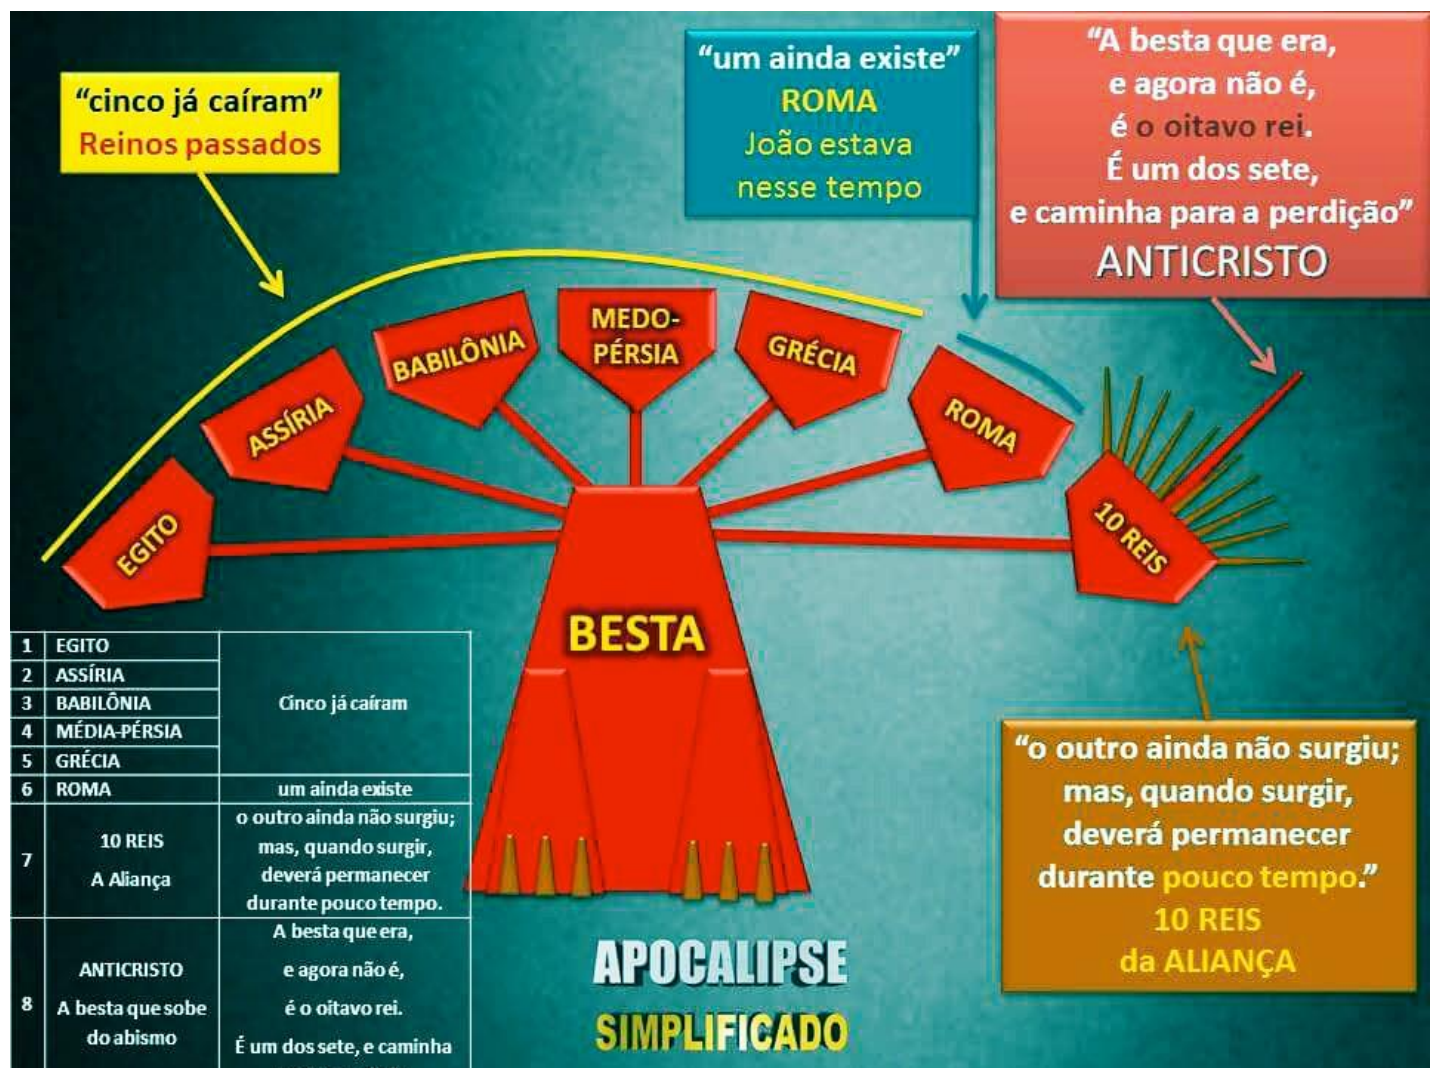 “cinco já caíram”
Reinos passados
“um ainda existe”
ROMA
João estava
nesse tempo
“A besta que era,
e agora não é,
é o oitavo rei.
É um dos sete,
e caminha para a perdição”
ANTICRISTO
EGITO
ASSÍRIA
BABILÔNIA
MEDO-
PÉRSIA
GRÉCIA
ROMA
10 REIS
BESTA
“o outro ainda não surgiu;
mas, quando surgir,
deverá permanecer
durante pouco tempo.”
10 REIS
da ALIANÇA
1 EGITO
2 ASSÍRIA
3 BABILÔNIA
4 MÉDIA-PÉRSIA
5 GRÉCIA
Cinco já caíram
6 ROMA um ainda existe
7
10 REIS
A Aliança
o outro ainda não surgiu;
mas, quando surgir,
deverá permanecer
durante pouco tempo.
8
ANTICRISTO
A besta que sobe
do abismo
A besta que era,
e agora não é,
é o oitavo rei.
É um dos sete, e caminha
APOCALIPSE
SIMPLIFICADO